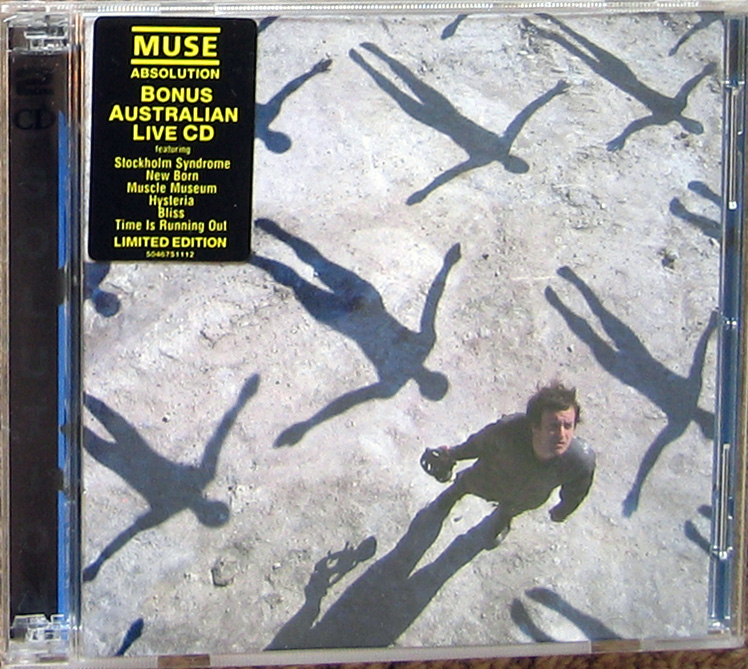 MUSE
ABSOLUTION
BONUS
AUSTRALIAN
LIVE CD
featuring
Stockholm Syndrome
New Born
Muscle Museum
Hysteria
Bliss
Time Is Running Out
LIMITED EDITION
5046751112
CD